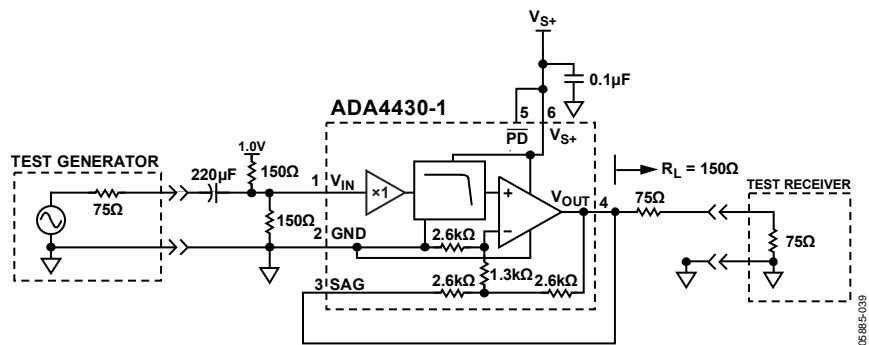 VS+
0.1µF
ADA4430-1
5
6
PD
VS+
1.0V
TEST GENERATOR
220µF
150Ω
1
VIN
×1
+
−
VOUT
4
RL = 150Ω
75Ω
TEST RECEIVER
75Ω
150Ω
2
GND
2.6kΩ
75Ω
1.3kΩ
3
SAG
2.6kΩ
2.6kΩ
05885-039